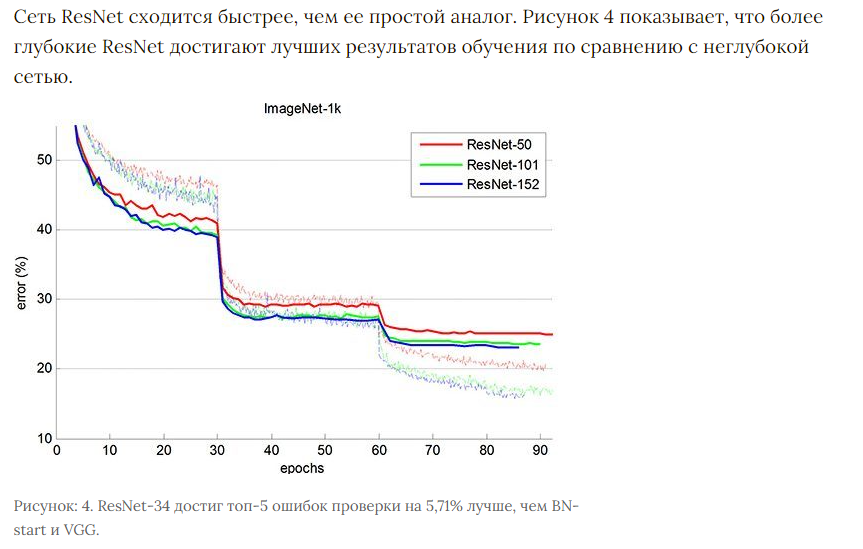 Сеть ResNet сходится быстрее, чем ее простой аналог. Рисунок 4 показывает, что более
глубокие ResNet достигают лучших результатов обучения по сравнению с неглубокой
сетью.
ImageNet-1k
ResNet-50
ResNet-101
ResNet-152
error (%)
50
40
30
20
10
0 10 20 30 40 50 60 70 80 90
epochs
Рисунок: 4. ResNet-34 достиг топ-5 ошибок проверки на 5,71% лучше, чем BN-
start и VGG.